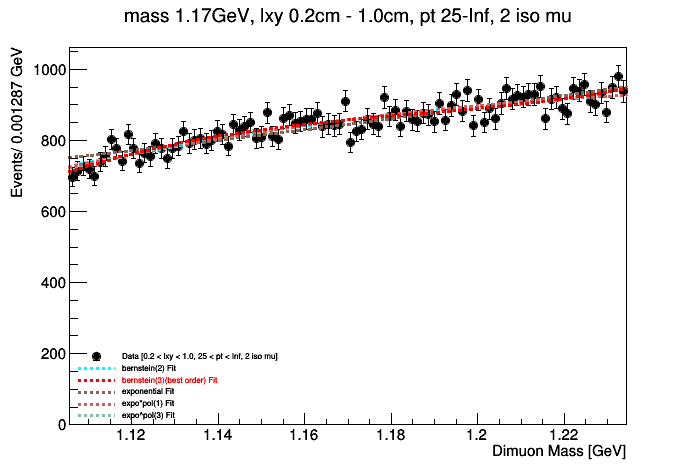 mass 1.17GeV, lxy 0.2cm - 1.0cm, pt 25-Inf, 2 iso mu
Events/ 0.001287 GeV
1000
800
600
400
200
0
Data [0.2 < lxy < 1.0, 25 < pt < Inf, 2 iso mu]
bernstein(2) Fit
bernstein(3)(best order) Fit
exponential Fit
expo*pol(1) Fit
expo^pol(3) Fit
1.12 1.14 1.16 1.18 1.2 1.22
Dimuon Mass [GeV]